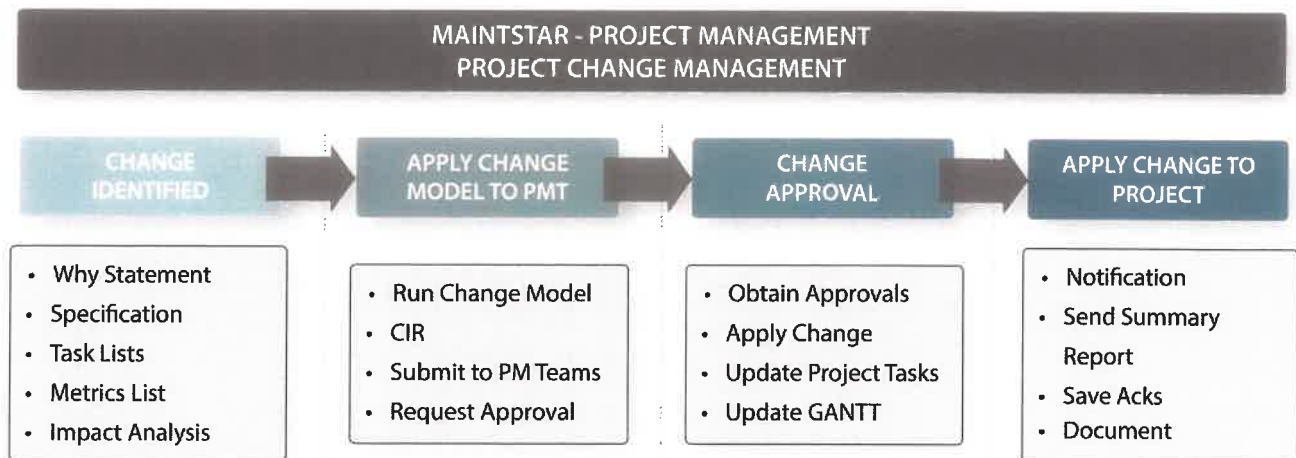 MAINTSTAR - PROJECT MANAGEMENT
PROJECT CHANGE MANAGEMENT
CHANGE
IDENTIFIED
APPLY CHANGE
MODEL TO PMT
CHANGE
APPROVAL
APPLY CHANGE TO
PROJECT
• Why Statement
• Specification
• Task Lists
• Metrics List
• Impact Analysis
• Run Change Model
• CIR
• Submit to PM Teams
• Request Approval
• Obtain Approvals
• Apply Change
• Update Project Tasks
• Update GANTT
• Notification
• Send Summary
Report
• Save Acks
• Document